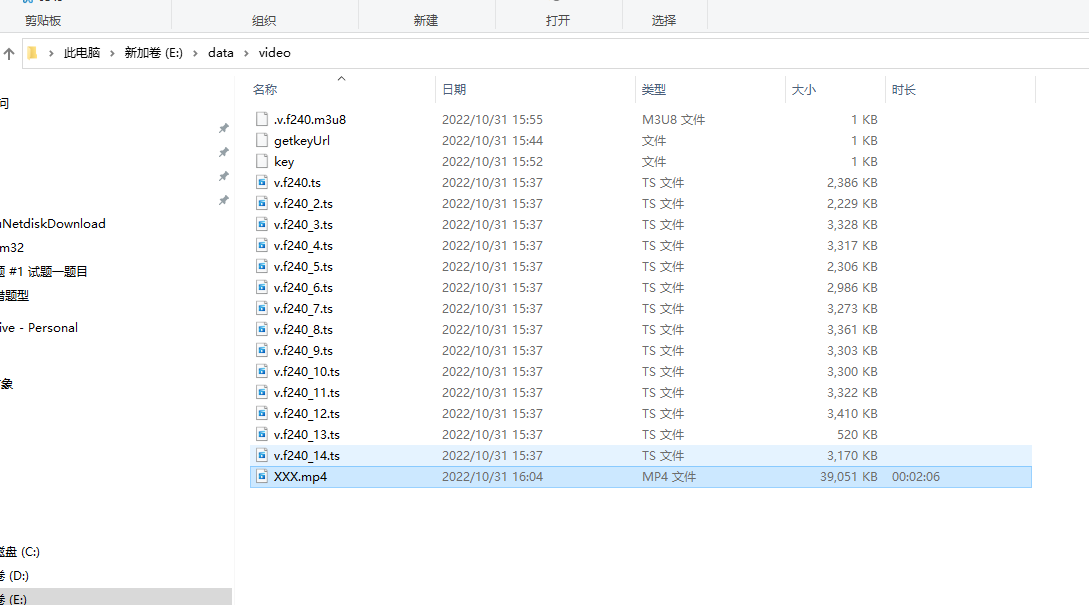 剪贴板 组织 新建 打开 选择
此电脑 > 新加卷 (E:) > data > video
名称 日期 类型 大小 时长
问
.v.f240.m3u8 2022/10/31 15:55 M3U8 文件 1 KB
getkeyUrl 2022/10/31 15:44 文件 1 KB
key 2022/10/31 15:52 文件 1 KB
v.f240.ts 2022/10/31 15:37 TS 文件 2,386 KB
v.f240_2.ts 2022/10/31 15:37 TS 文件 2,229 KB
NetdiskDownload v.f240_3.ts 2022/10/31 15:37 TS 文件 3,328 KB
m32 v.f240_4.ts 2022/10/31 15:37 TS 文件 3,317 KB
题 #1 试题一题目 v.f240_5.ts 2022/10/31 15:37 TS 文件 2,306 KB
错题型 v.f240_6.ts 2022/10/31 15:37 TS 文件 2,986 KB
v.f240_7.ts 2022/10/31 15:37 TS 文件 3,273 KB
ive - Personal v.f240_8.ts 2022/10/31 15:37 TS 文件 3,361 KB
v.f240_9.ts 2022/10/31 15:37 TS 文件 3,303 KB
v.f240_10.ts 2022/10/31 15:37 TS 文件 3,300 KB
象 v.f240_11.ts 2022/10/31 15:37 TS 文件 3,322 KB
v.f240_12.ts 2022/10/31 15:37 TS 文件 3,410 KB
v.f240_13.ts 2022/10/31 15:37 TS 文件 520 KB
v.f240_14.ts 2022/10/31 15:37 TS 文件 3,170 KB
XXX.mp4 2022/10/31 16:04 MP4 文件 39,051 KB 00:02:06
磁盘 (C:)
卷 (D:)
卷 (E:)